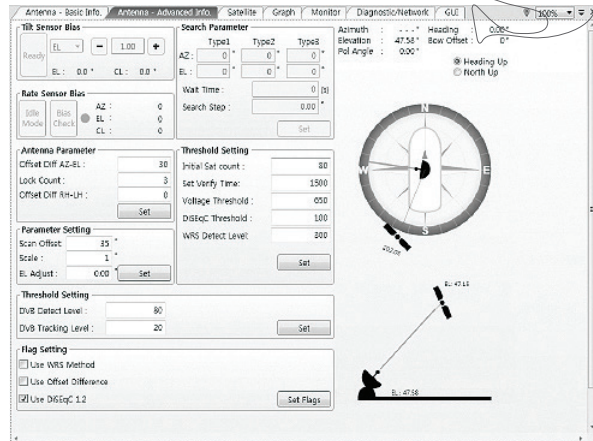 Antenna - Basic Info. Antenna - Advanced Info. Satellite Graph Monitor Diagnostic/Network GUI 100%
Tilt Sensor Bias
Ready EL - 1.00 +
EL : 0.0 ° CL : 0.0 °
Rate Sensor Bias
Idle Mode Bias Check
AZ : 0
EL : 0
CL : 0
Antenna Parameter
Offset Diff AZ-EL : 30
Lock Count : 3
Offset Diff RH-LH : 0
Set
Parameter Setting
Scan Offset 35 °
Scale : 1 °
EL Adjust : 0.00 ° Set
Search Parameter
Type1 Type2 Type3
AZ : 0 ° 0 ° 0 °
EL : 0 ° 0 ° 0 °
Wait Time : 0 [s]
Search Step : 0.00 °
Set
Threshold Setting
Initial Sat count : 80
Set Verify Time: 1500
Voltage Threshold : 650
DiSEqC Threshold : 100
WRS Detect Level: 300
Set
Threshold Setting
DVB Detect Level : 80
DVB Tracking Level : 20
Set
Flag Setting
Use WRS Method
Use Offset Difference
Use DiSEqC 1.2
Set Flags
Azimuth : - - - . - ° Heading : 0.00°
Elevation : 47.58° Bow Offset : 0°
Pol Angle : 0.00°
Heading Up
North Up
N
W
E
S
202.08
EL: 47.13
EL: 47.58